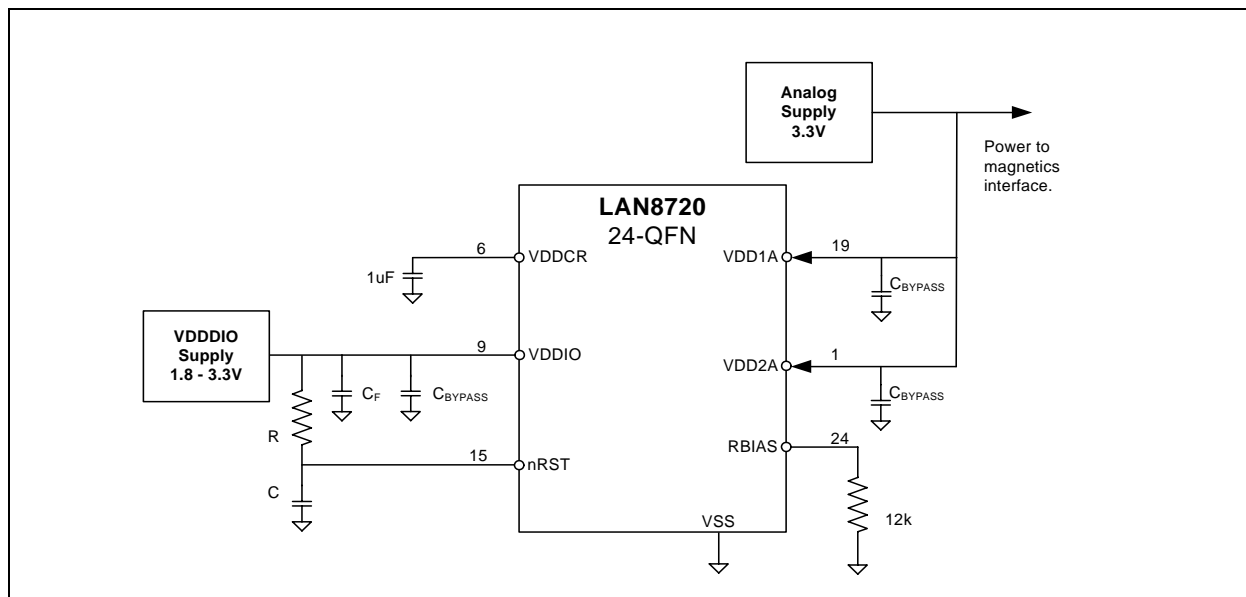 Analog
Supply
3.3V
Power to
magnetics
interface.
LAN8720
24-QFN
6
VDDCR
1uF
VDD1A
19
CBYPASS
VDDDIO
Supply
1.8 - 3.3V
9
VDDIO
CF
CBYPASS
VDD2A
1
CBYPASS
R
15
nRST
C
RBIAS
24
12k
VSS